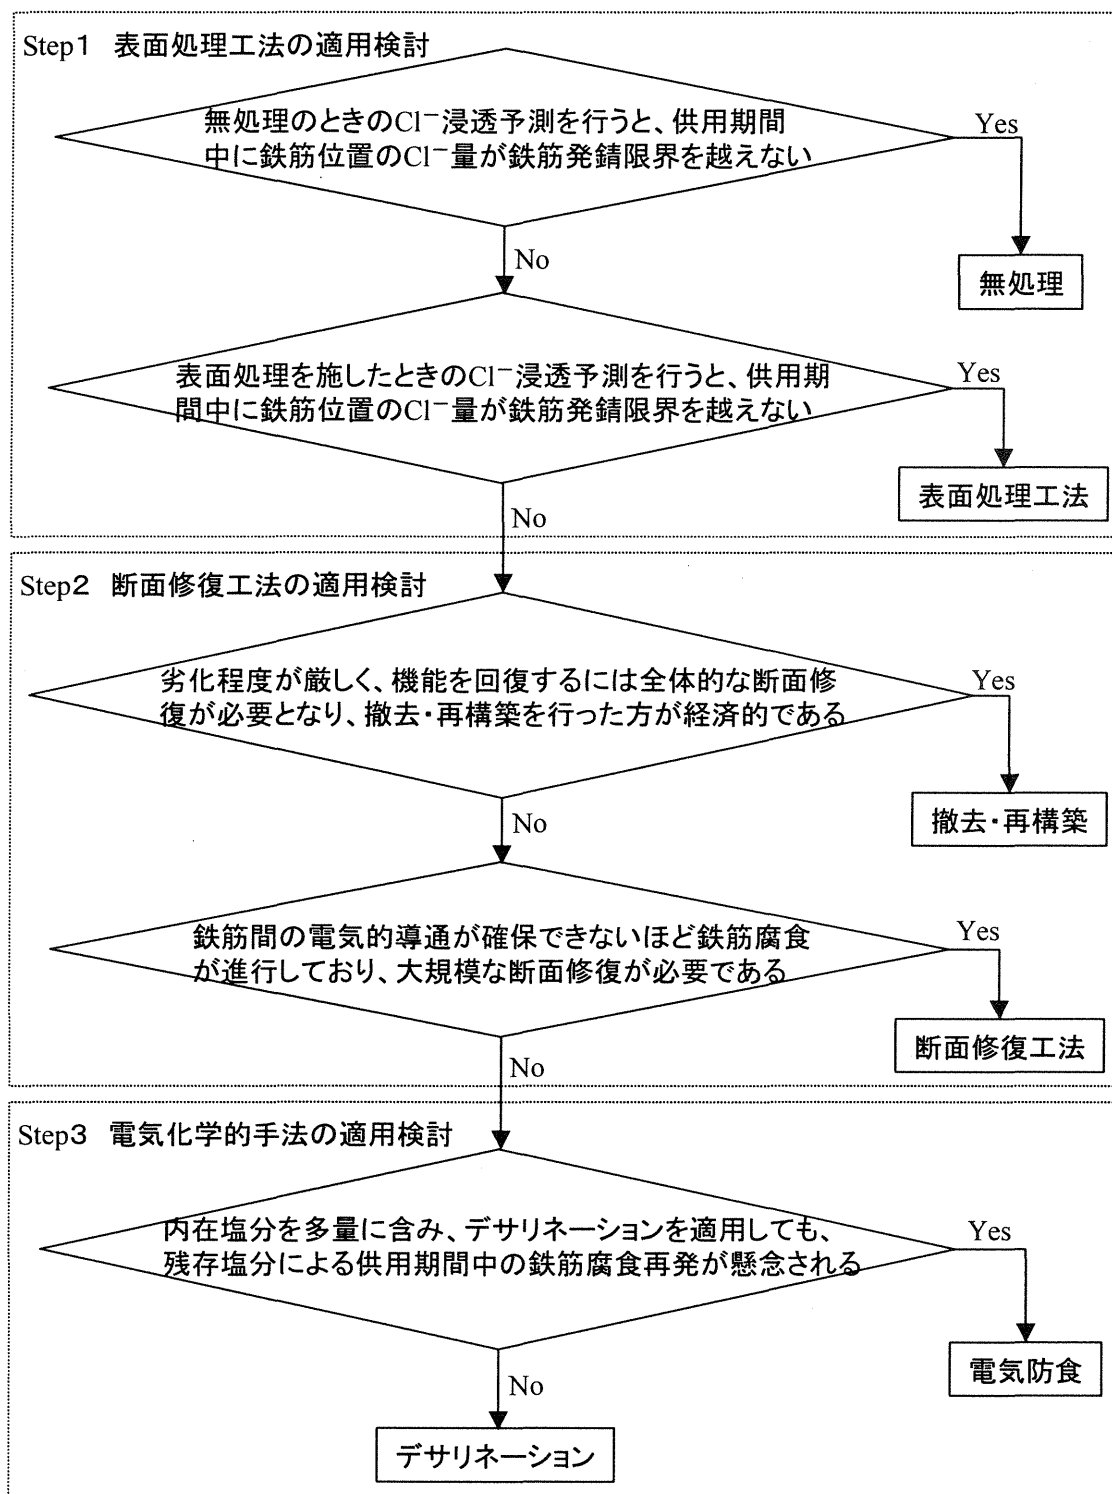 Step1 表面処理工法の適用検討
無処理のときのCl⁻浸透予測を行うと、供用期間
中に鉄筋位置のCl⁻量が鉄筋発錆限界を越えない
Yes
No
無処理
表面処理を施したときのCl⁻浸透予測を行うと、供用期
間中に鉄筋位置のCl⁻量が鉄筋発錆限界を越えない
Yes
表面処理工法
No
Step2 断面修復工法の適用検討
劣化程度が厳しく、機能を回復するには全体的な断面修
復が必要となり、撤去・再構築を行った方が経済的である
Yes
撤去・再構築
No
鉄筋間の電気的導通が確保できないほど鉄筋腐食
が進行しており、大規模な断面修復が必要である
Yes
断面修復工法
No
Step3 電気化学的手法の適用検討
内在塩分を多量に含み、デサリネーションを適用しても、
残存塩分による供用期間中の鉄筋腐食再発が懸念される
Yes
電気防食
No
デサリネーション